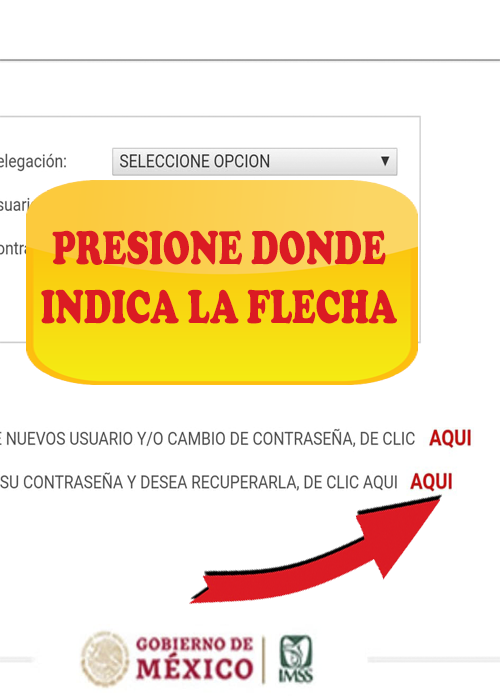 elegación:
SELECCIONE OPCION
suari
ontra
PRESIONE DONDE
INDICA LA FLECHA
E NUEVOS USUARIO Y/O CAMBIO DE CONTRASEÑA, DE CLIC AQUI
SU CONTRASEÑA Y DESEA RECUPERARLA, DE CLIC AQUI AQUI
GOBIERNO DE
MÉXICO
IMSS